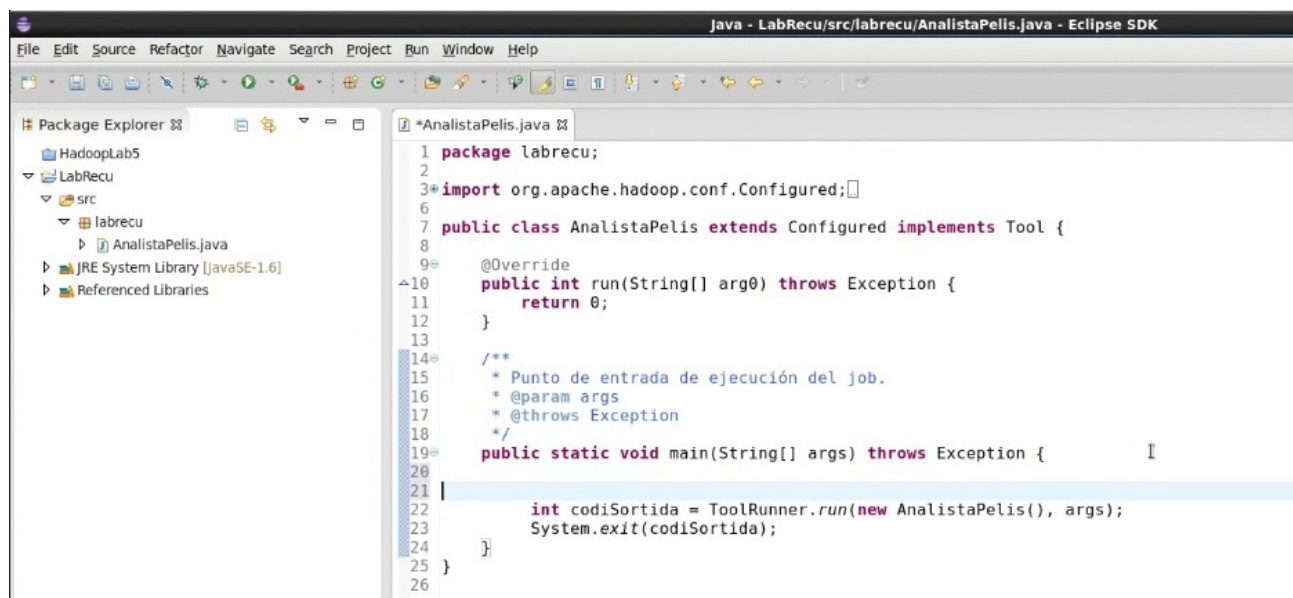 Java - LabRecu/src/labrecu/AnalistaPelis.java - Eclipse SDK
File Edit Source Refactor Navigate Search Project Run Window Help
Package Explorer
HadoopLab5
LabRecu
src
labrecu
AnalistaPelis.java
JRE System Library [JavaSE-1.6]
Referenced Libraries
*AnalistaPelis.java
1 package labrecu;
2
3 import org.apache.hadoop.conf.Configured;
6
7 public class AnalistaPelis extends Configured implements Tool {
8
9 @Override
10 public int run(String[] arg0) throws Exception {
11 return 0;
12 }
13
14 /**
15 * Punto de entrada de ejecución del job.
16 * @param args
17 * @throws Exception
18 */
19 public static void main(String[] args) throws Exception {
20
21
22 int codiSortida = ToolRunner.run(new AnalistaPelis(), args);
23 System.exit(codiSortida);
24 }
25 }
26